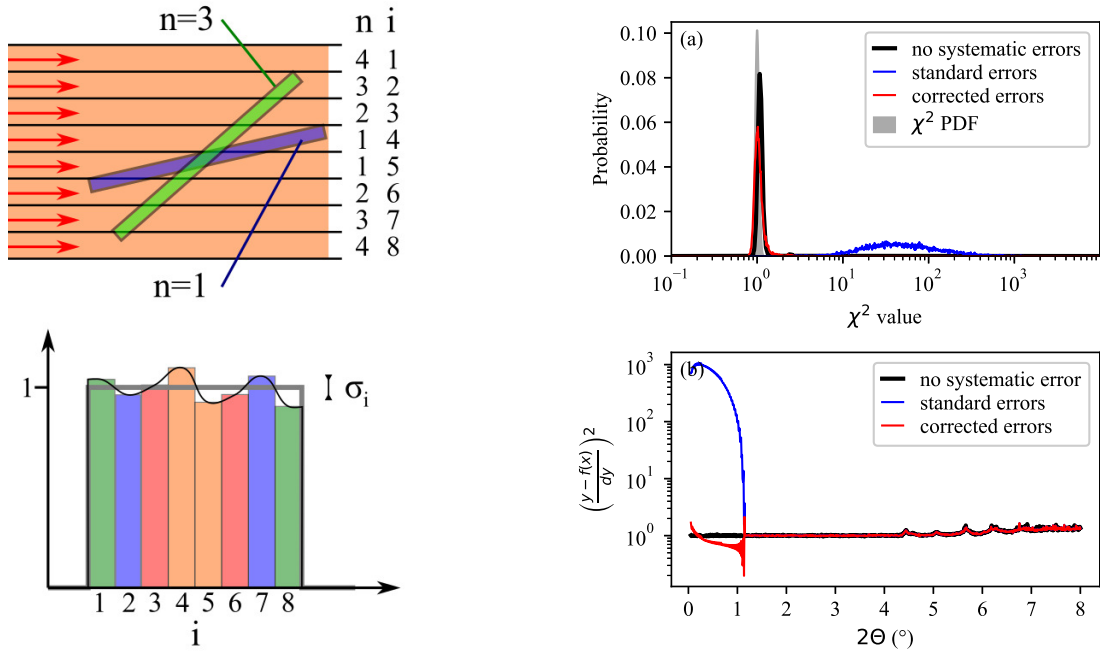 n=3
n i
4 1
3 2
2 3
1 4
1 5
2 6
3 7
4 8
n=1
1
σi
1 2 3 4 5 6 7 8
i
(a)
no systematic errors
standard errors
corrected errors
χ² PDF
Probability
0.10
0.08
0.06
0.04
0.02
0.00
10⁻¹ 10⁰ 10¹ 10² 10³
χ² value
(b)
no systematic error
standard errors
corrected errors
(y − f(x) / dy)²
10³
10²
10¹
10⁰
0 1 2 3 4 5 6 7 8
2Θ (°)